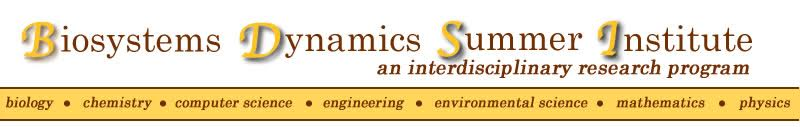 Biosystems Dynamics Summer Institute
an interdisciplinary research program
biology • chemistry • computer science • engineering • environmental science • mathematics • physics